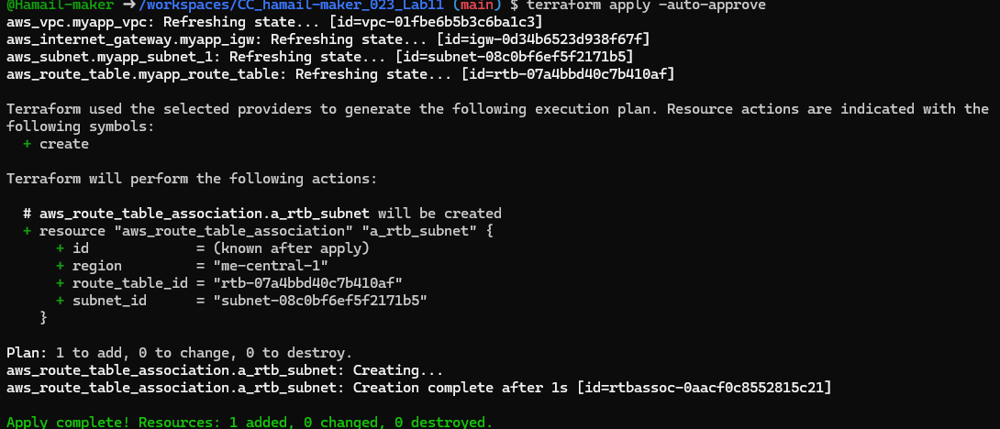 @Hamail-maker ➜/workspaces/CC_hamail-maker_023_Lab11 (main) $ terraform apply -auto-approve
aws_vpc.myapp_vpc: Refreshing state... [id=vpc-01fbe6b5b3c6ba1c3]
aws_internet_gateway.myapp_igw: Refreshing state... [id=igw-0d34b6523d938f67f]
aws_subnet.myapp_subnet_1: Refreshing state... [id=subnet-08c0bf6ef5f2171b5]
aws_route_table.myapp_route_table: Refreshing state... [id=rtb-07a4bbd40c7b410af]
Terraform used the selected providers to generate the following execution plan. Resource actions are indicated with the
following symbols:
  + create
Terraform will perform the following actions:
  # aws_route_table_association.a_rtb_subnet will be created
  + resource "aws_route_table_association" "a_rtb_subnet" {
      + id             = (known after apply)
      + region         = "me-central-1"
      + route_table_id = "rtb-07a4bbd40c7b410af"
      + subnet_id      = "subnet-08c0bf6ef5f2171b5"
    }
Plan: 1 to add, 0 to change, 0 to destroy.
aws_route_table_association.a_rtb_subnet: Creating...
aws_route_table_association.a_rtb_subnet: Creation complete after 1s [id=rtbassoc-0aacf0c8552815c21]
Apply complete! Resources: 1 added, 0 changed, 0 destroyed.